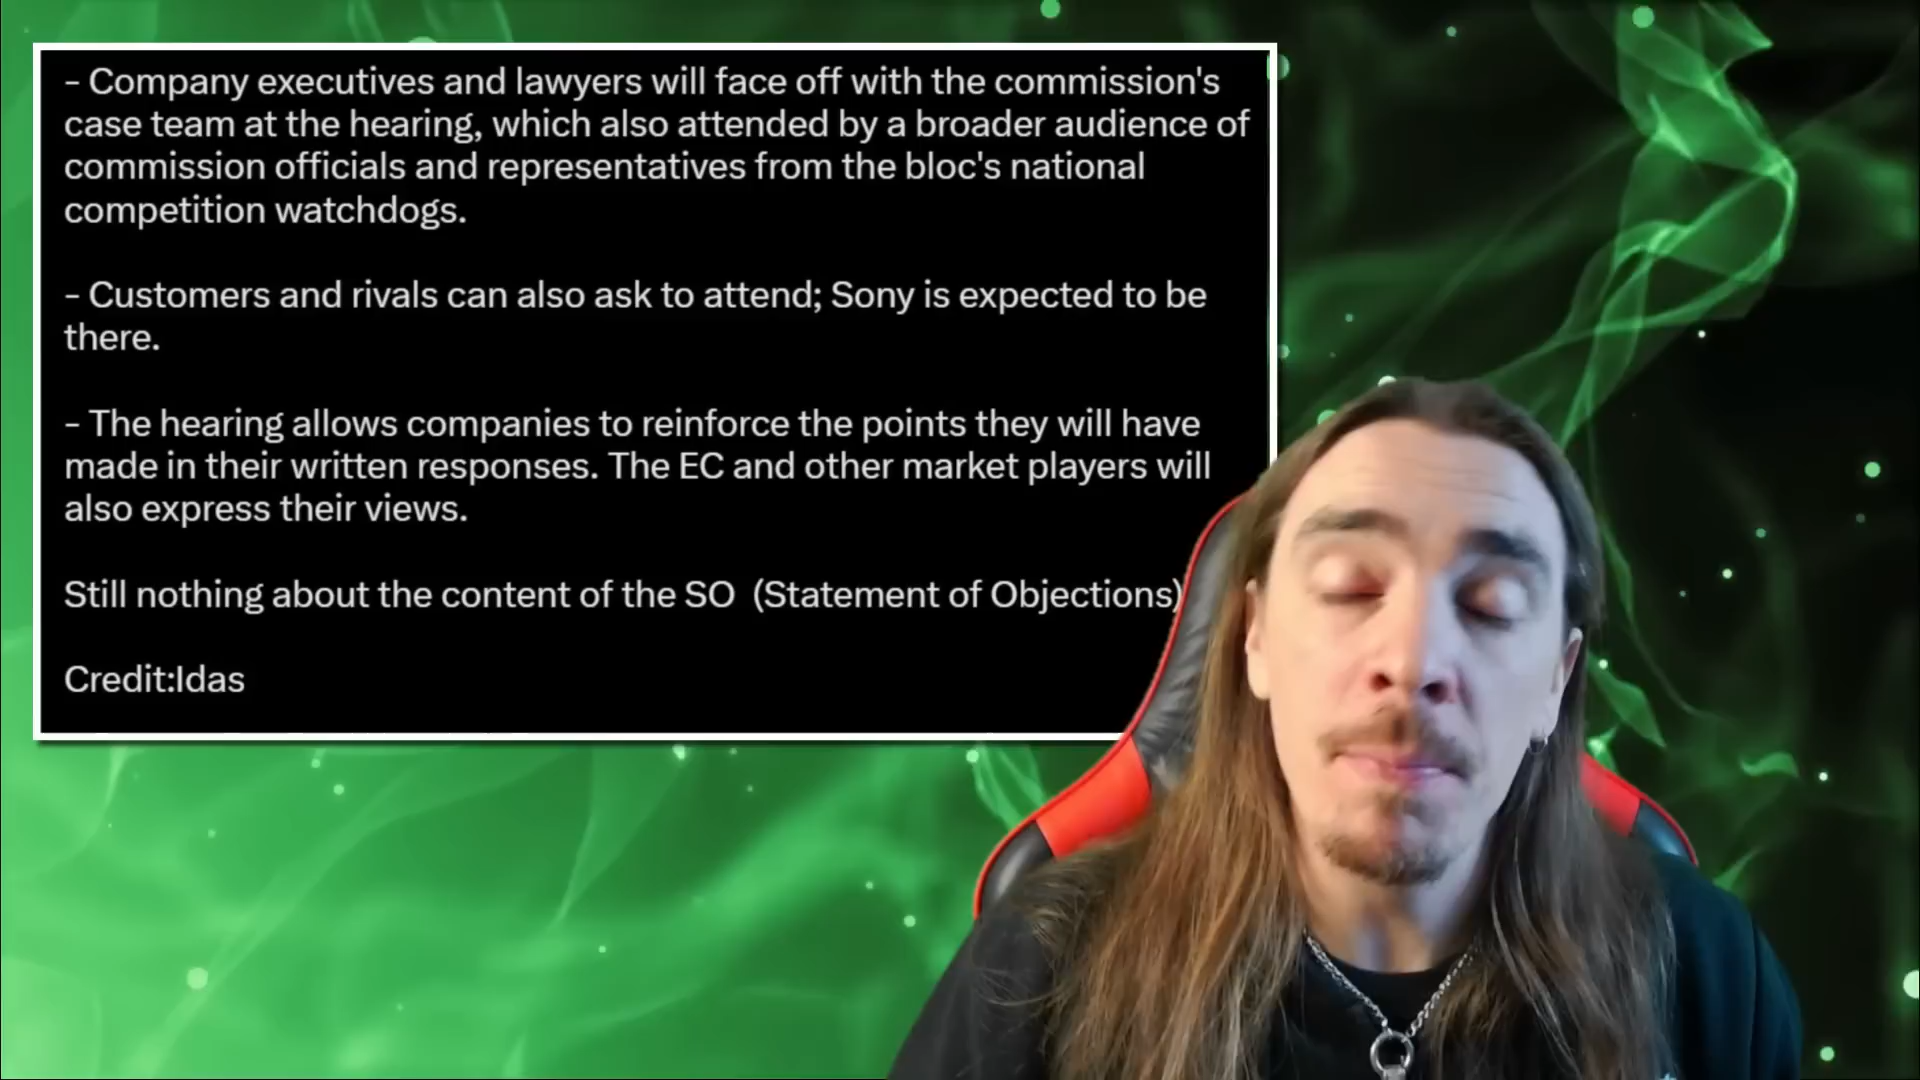 - Company executives and lawyers will face off with the commission's
case team at the hearing, which also attended by a broader audience of
commission officials and representatives from the bloc's national
competition watchdogs.
- Customers and rivals can also ask to attend; Sony is expected to be
there.
- The hearing allows companies to reinforce the points they will have
made in their written responses. The EC and other market players will
also express their views.
Still nothing about the content of the SO (Statement of Objections)
Credit:Idas